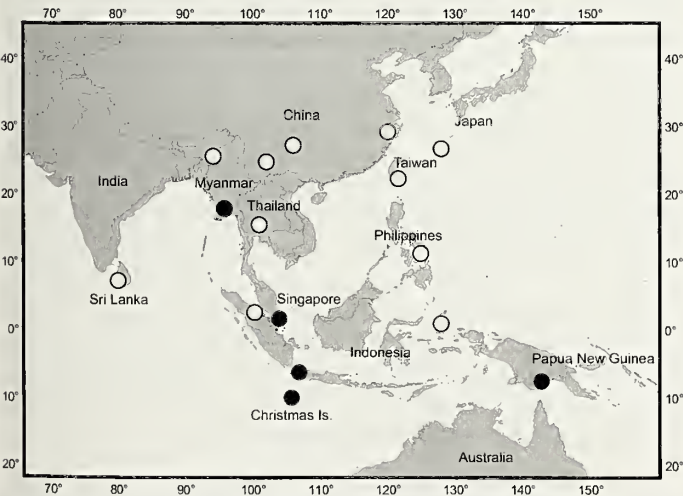 70° 80° 90° 100° 110° 120° 130° 140° 150°
40° 40°
China
30° Japan 30°
Taiwan
India Myanmar
20° Thailand 20°
Philippines
10° 10°
Sri Lanka Singapore
0° 0°
Indonesia Papua New Guinea
10° 10°
Christmas Is.
Australia
20° 20°
70° 80° 90° 100° 110° 120° 130° 140° 150°